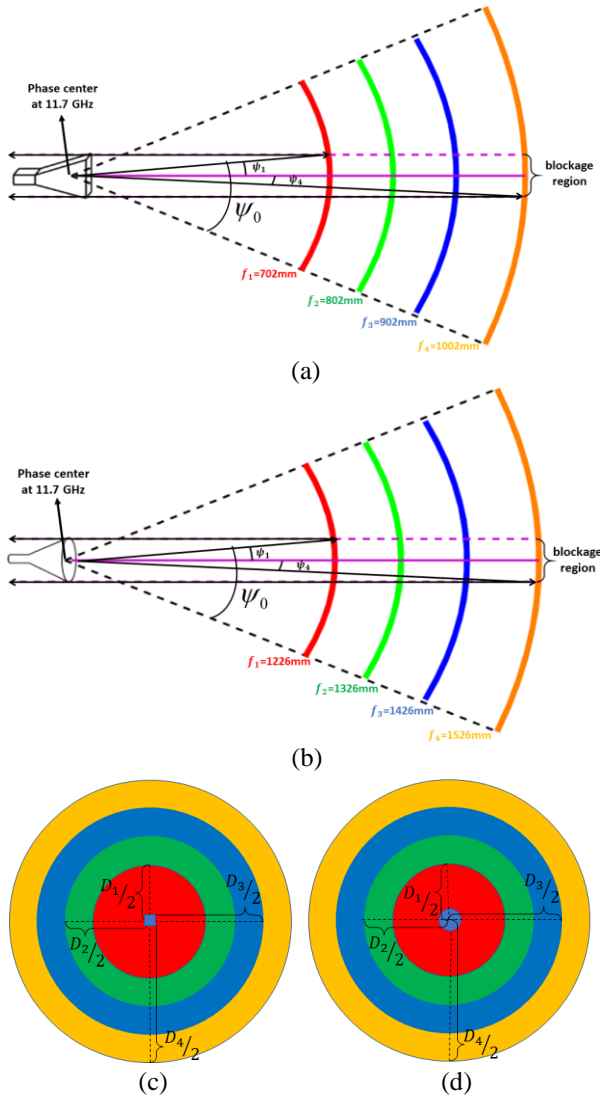 Phase center
at 11.7 GHz
ψ₁
ψ₄
ψ₀
blockage
region
f₁=702mm
f₂=802mm
f₃=902mm
f₄=1002mm
(a)
Phase center
at 11.7 GHz
ψ₁
ψ₄
ψ₀
blockage
region
f₁=1226mm
f₂=1326mm
f₃=1426mm
f₄=1526mm
(b)
D₁/2
D₃/2
D₂/2
D₄/2
D₁/2
D₃/2
D₂/2
D₄/2
(c)
(d)